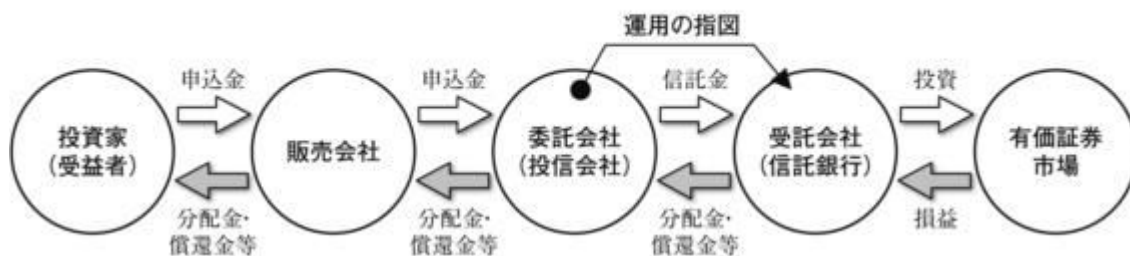 運用の指図
申込金
申込金
信託金
投資
投資家
(受益者)
販売会社
委託会社
(投信会社)
受託会社
(信託銀行)
有価証券
市場
分配金・
償還金等
分配金・
償還金等
分配金・
償還金等
損益